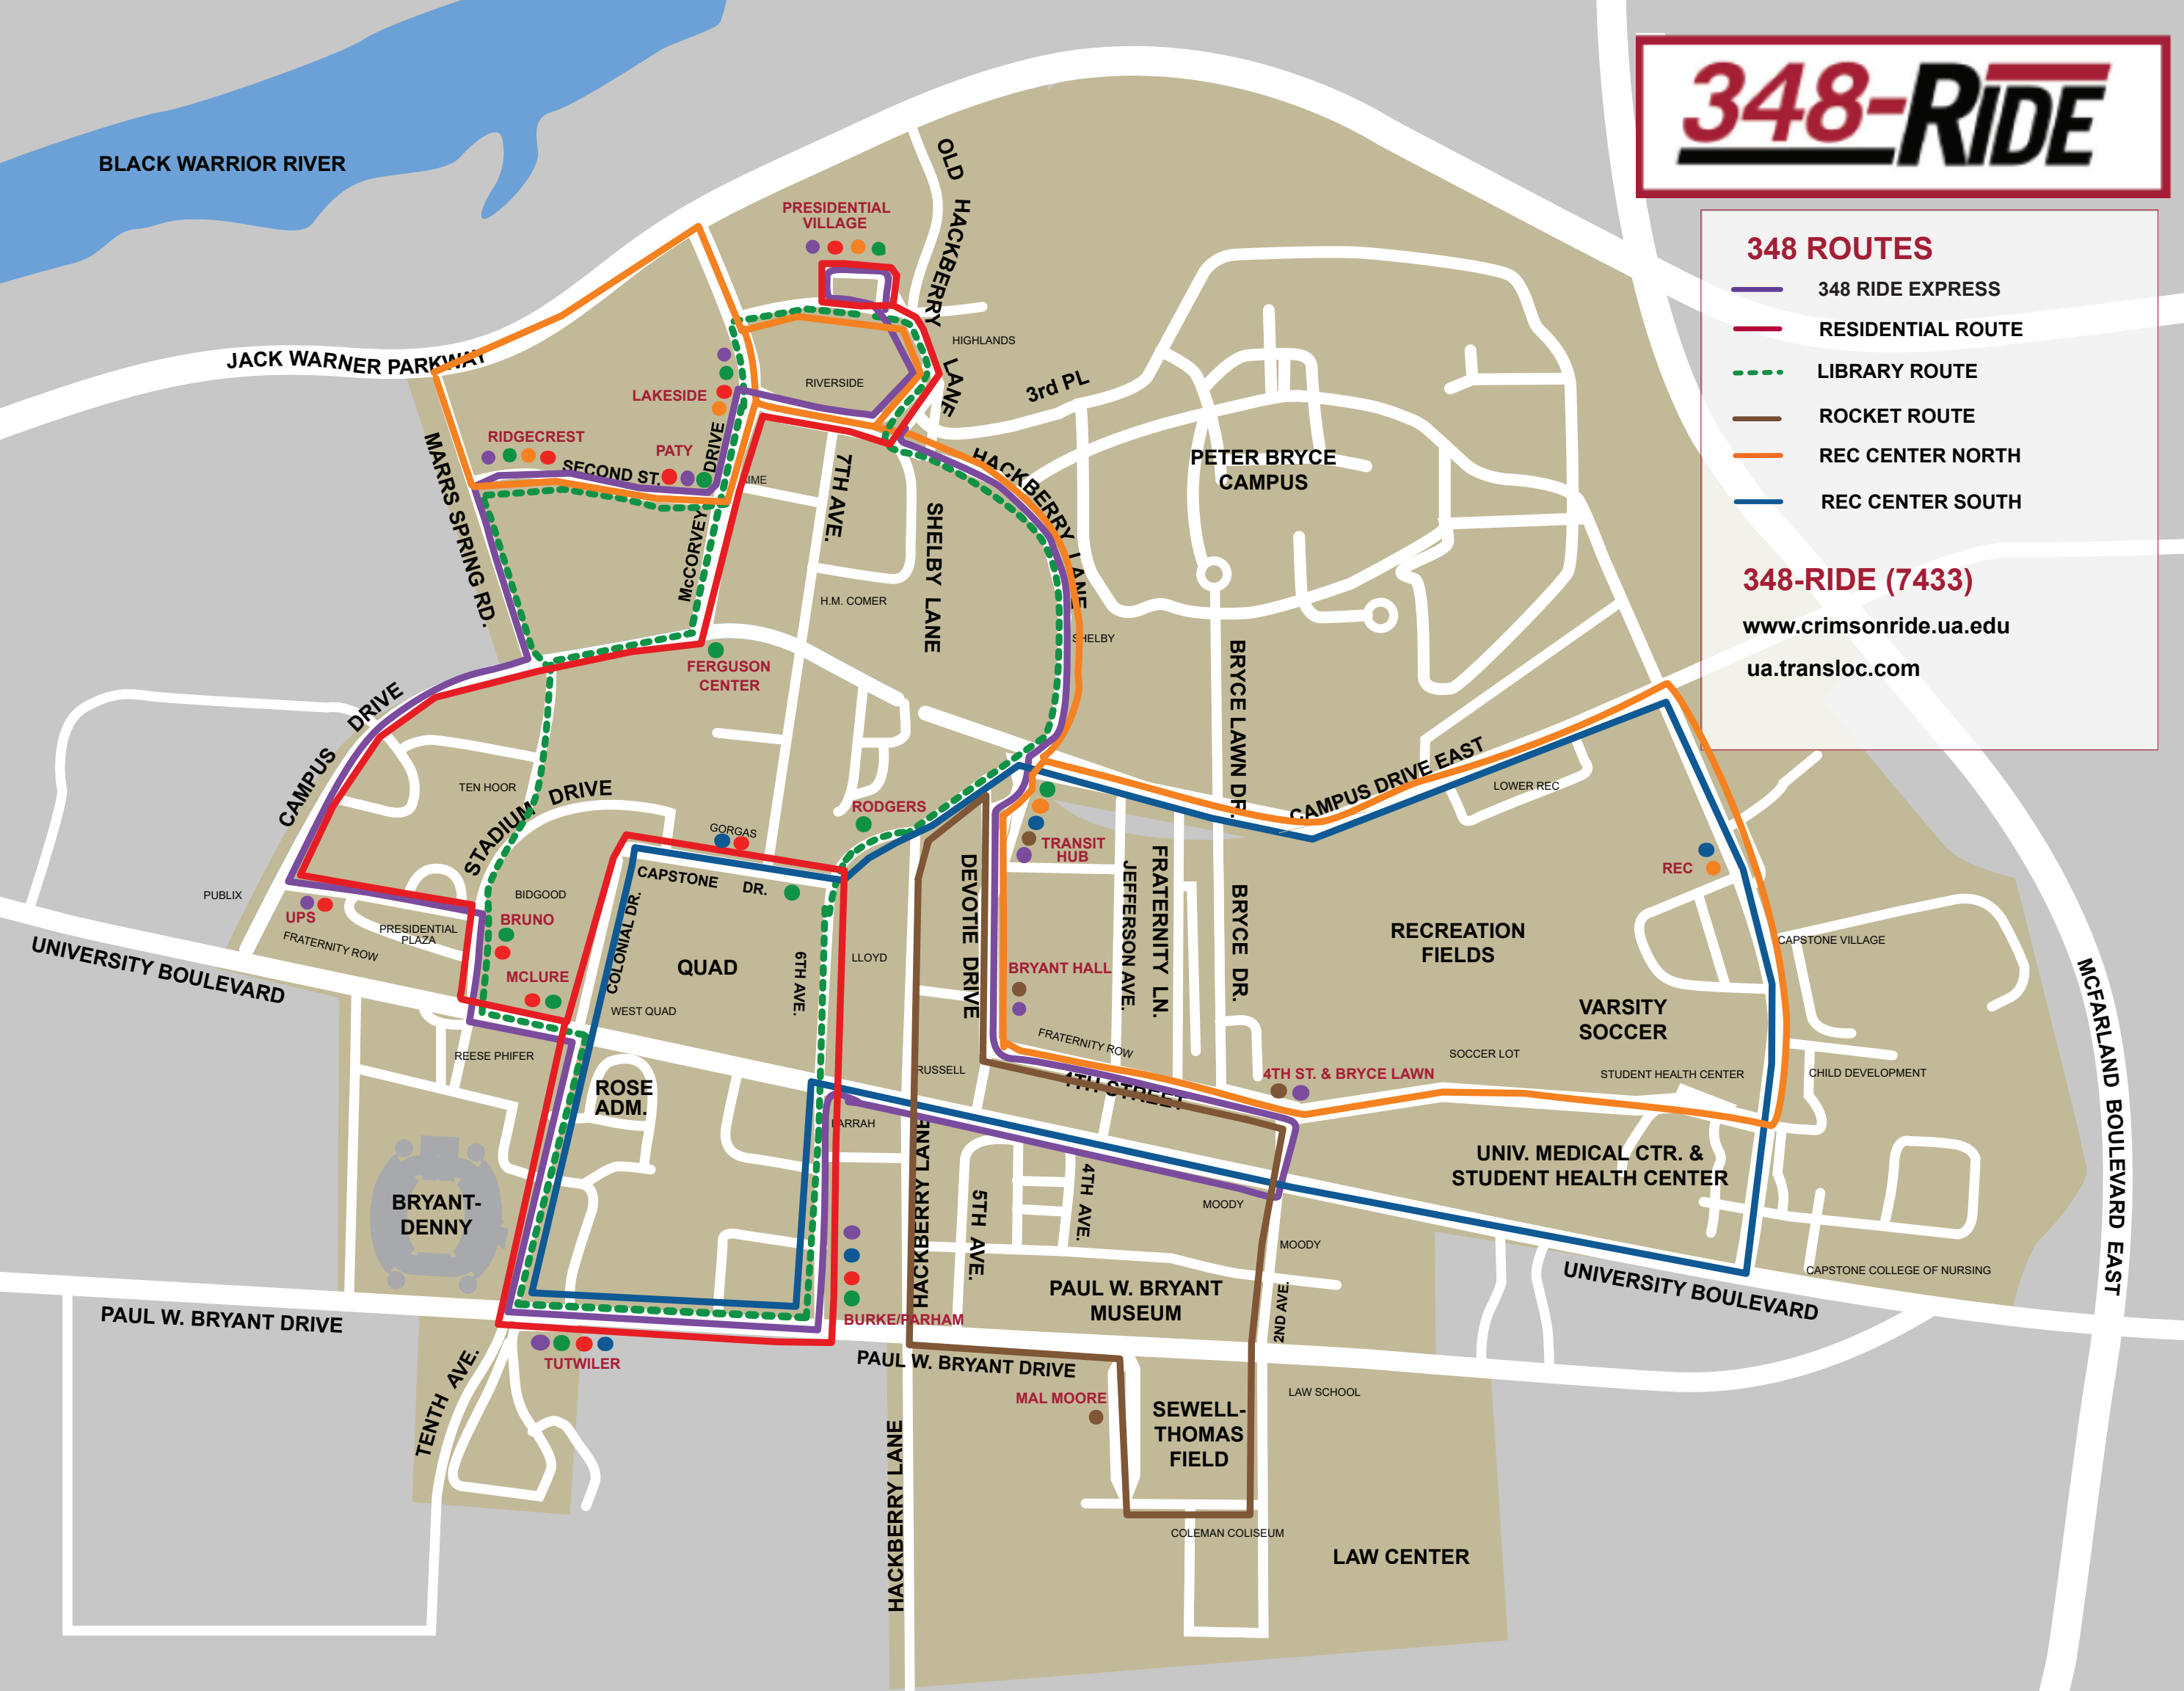 348-RIDE
348 ROUTES
348 RIDE EXPRESS
RESIDENTIAL ROUTE
LIBRARY ROUTE
ROCKET ROUTE
REC CENTER NORTH
REC CENTER SOUTH
348-RIDE (7433)
www.crimsonride.ua.edu
ua.transloc.com
BLACK WARRIOR RIVER
OLD HACKBERRY LANE
PRESIDENTIAL
VILLAGE
HIGHLANDS
JACK WARNER PARKWAY
RIVERSIDE
LAKESIDE
3rd PL
RIDGECREST
PATY
SECOND ST.
McCORVEY DRIVE
MARRS SPRING RD.
7TH AVE.
SHELBY LANE
HACKBERRY LANE
PETER BRYCE
CAMPUS
H.M. COMER
SHELBY
FERGUSON
CENTER
BRYCE LAWN DR.
CAMPUS DRIVE
CAMPUS DRIVE EAST
LOWER REC
TEN HOOR
STADIUM DRIVE
GORGAS
RODGERS
TRANSIT
HUB
REC
CAPSTONE DR.
COLONIAL DR.
PUBLIX
UPS
BIDGOOD
BRUNO
PRESIDENTIAL
PLAZA
FRATERNITY ROW
MCLURE
QUAD
6TH AVE.
LLOYD
DEVOTIE DRIVE
JEFFERSON AVE.
FRATERNITY LN.
BRYCE DR.
BRYANT HALL
RECREATION
FIELDS
CAPSTONE VILLAGE
UNIVERSITY BOULEVARD
WEST QUAD
VARSITY
SOCCER
MCFARLAND BOULEVARD EAST
REESE PHIFER
FRATERNITY ROW
SOCCER LOT
RUSSELL
4TH STREET
4TH ST. & BRYCE LAWN
STUDENT HEALTH CENTER
CHILD DEVELOPMENT
ROSE
ADM.
UNIV. MEDICAL CTR. &
STUDENT HEALTH CENTER
BRYANT-
DENNY
HACKBERRY LANE
5TH AVE.
4TH AVE.
MOODY
MOODY
PAUL W. BRYANT
MUSEUM
2ND AVE.
CAPSTONE COLLEGE OF NURSING
UNIVERSITY BOULEVARD
PAUL W. BRYANT DRIVE
BURKE/PARHAM
TUTWILER
TENTH AVE.
PAUL W. BRYANT DRIVE
MAL MOORE
LAW SCHOOL
SEWELL-
THOMAS
FIELD
HACKBERRY LANE
COLEMAN COLISEUM
LAW CENTER